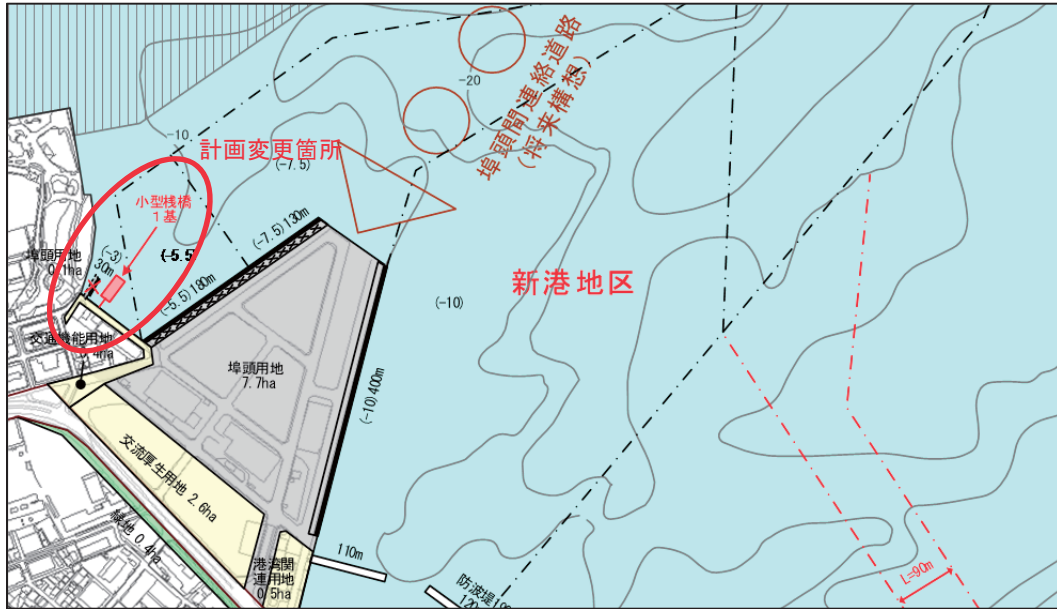 埠頭間連絡道路
(将来構想)
-20
-10
計画変更箇所
(-7.5)
小型桟橋
1基
(-7.5)130m
埠頭用地
(-3)
30m
(-5.5)
(-5.5)180m
新港地区
(-10)
交通機能用地
埠頭用地
7.7ha
(-10)400m
交流厚生用地 2.6ha
緑地 0.4ha
港湾関
連用地
0.5ha
110m
防波堤
L=90m